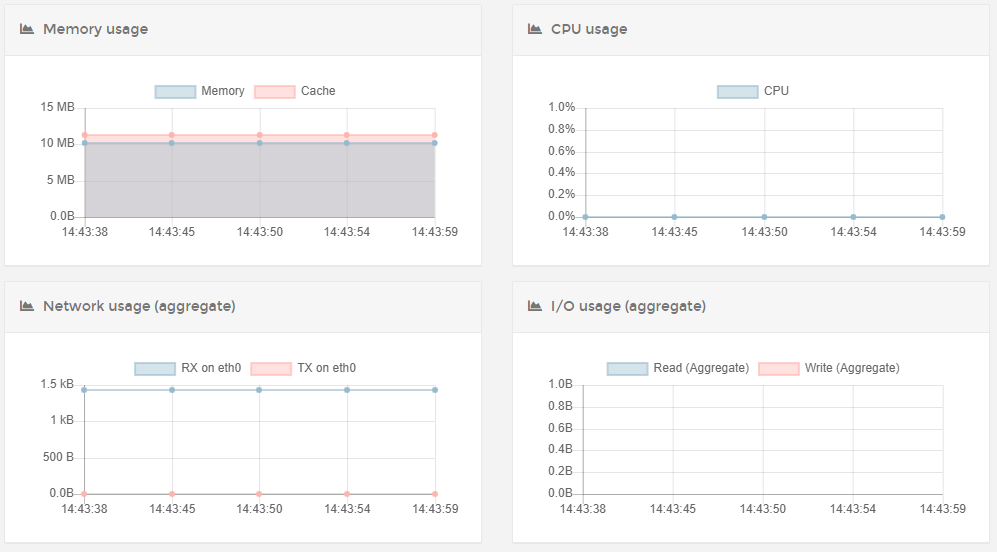 Memory usage
Memory Cache
15 MB
10 MB
5 MB
0.0B
14:43:38 14:43:45 14:43:50 14:43:54 14:43:59
CPU usage
CPU
1.0%
0.8%
0.6%
0.4%
0.2%
0.0%
14:43:38 14:43:45 14:43:50 14:43:54 14:43:59
Network usage (aggregate)
RX on eth0 TX on eth0
1.5 kB
1 kB
500 B
0.0B
14:43:38 14:43:45 14:43:50 14:43:54 14:43:59
I/O usage (aggregate)
Read (Aggregate) Write (Aggregate)
1.0B
0.8B
0.6B
0.4B
0.2B
0.0B
14:43:38 14:43:45 14:43:50 14:43:54 14:43:59